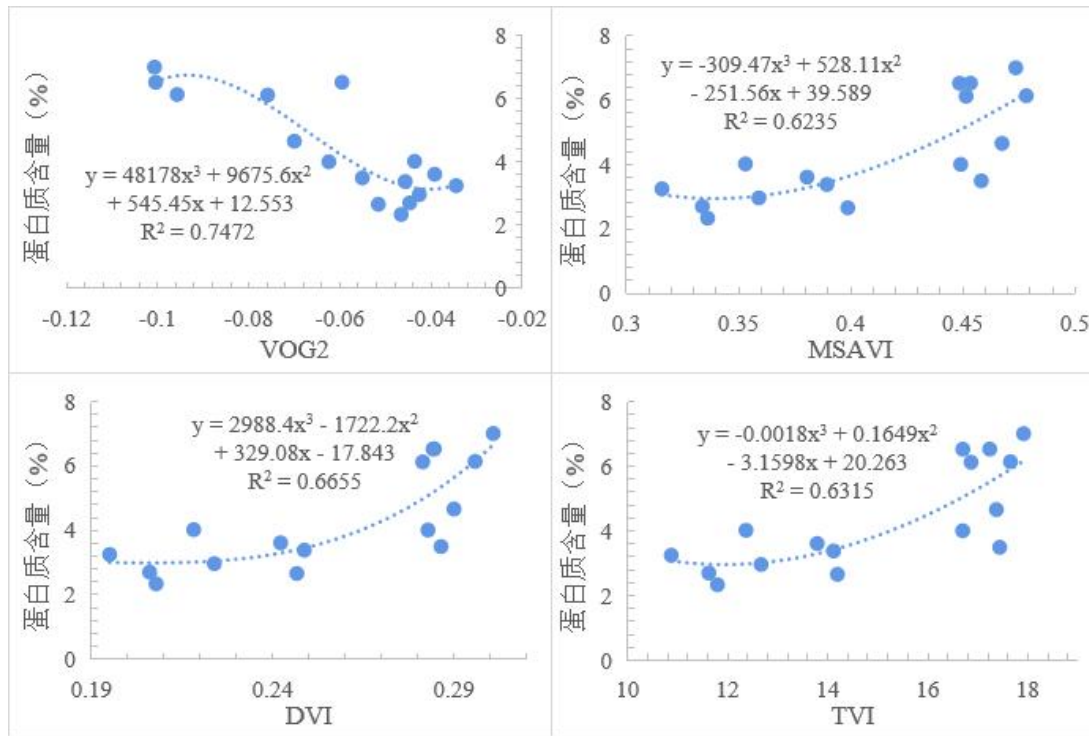 8
6
4
2
0
蛋白质含量（%）
y = 48178x³ + 9675.6x²
+ 545.45x + 12.553
R² = 0.7472
-0.12 -0.1 -0.08 -0.06 -0.04 -0.02
VOG2
8
6
4
2
0
蛋白质含量（%）
y = -309.47x³ + 528.11x²
- 251.56x + 39.589
R² = 0.6235
0.3 0.35 0.4 0.45 0.5
MSAVI
8
6
4
2
0
蛋白质含量（%）
y = 2988.4x³ - 1722.2x²
+ 329.08x - 17.843
R² = 0.6655
0.19 0.24 0.29
DVI
8
6
4
2
0
蛋白质含量（%）
y = -0.0018x³ + 0.1649x²
- 3.1598x + 20.263
R² = 0.6315
10 12 14 16 18
TVI